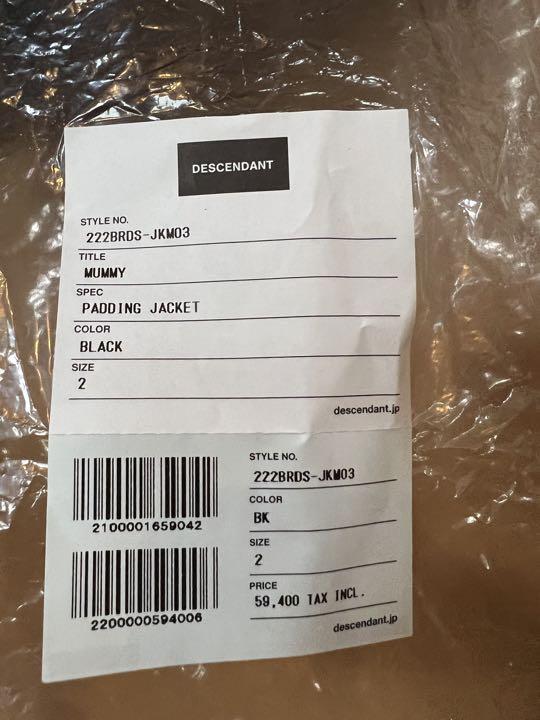 DESCENDANT
STYLE NO.
222BRDS-JKM03
TITLE
MUMMY
SPEC
PADDING JACKET
COLOR
BLACK
SIZE
2
descendant.jp
2100001659042
2200000594006
STYLE NO.
222BRDS-JKM03
COLOR
BK
SIZE
2
PRICE
59,400 TAX INCL.
descendant.jp